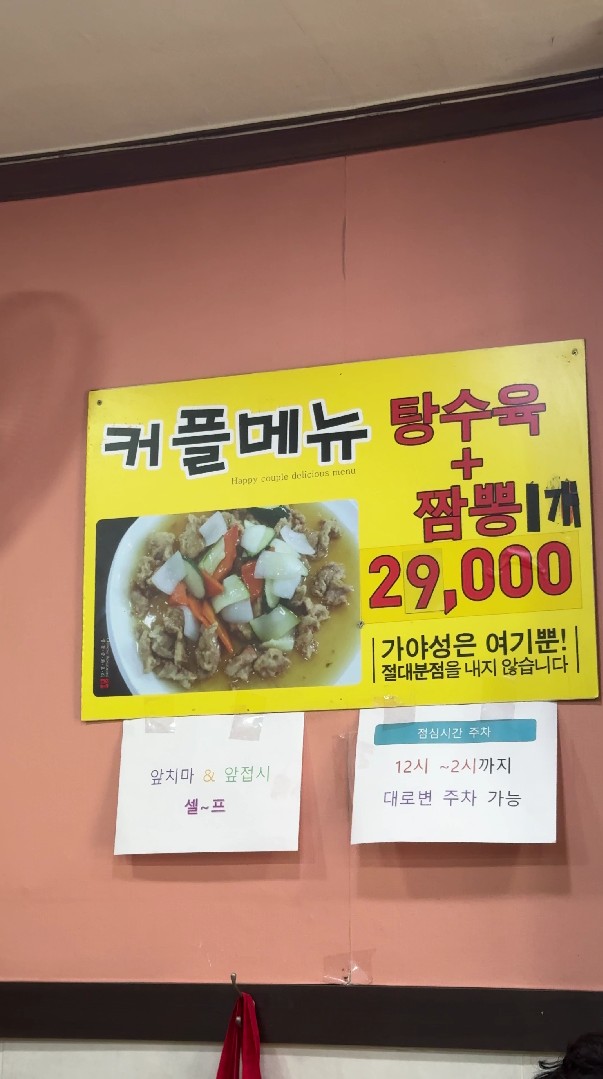 커플메뉴
Happy couple delicious menu
탕수육
+
짬뽕1개
29,000
가야성은 여기뿐!
절대분점을 내지 않습니다
앞치마 & 앞접시
셀~프
점심시간 주차
12시 ~2시까지
대로변 주차 가능